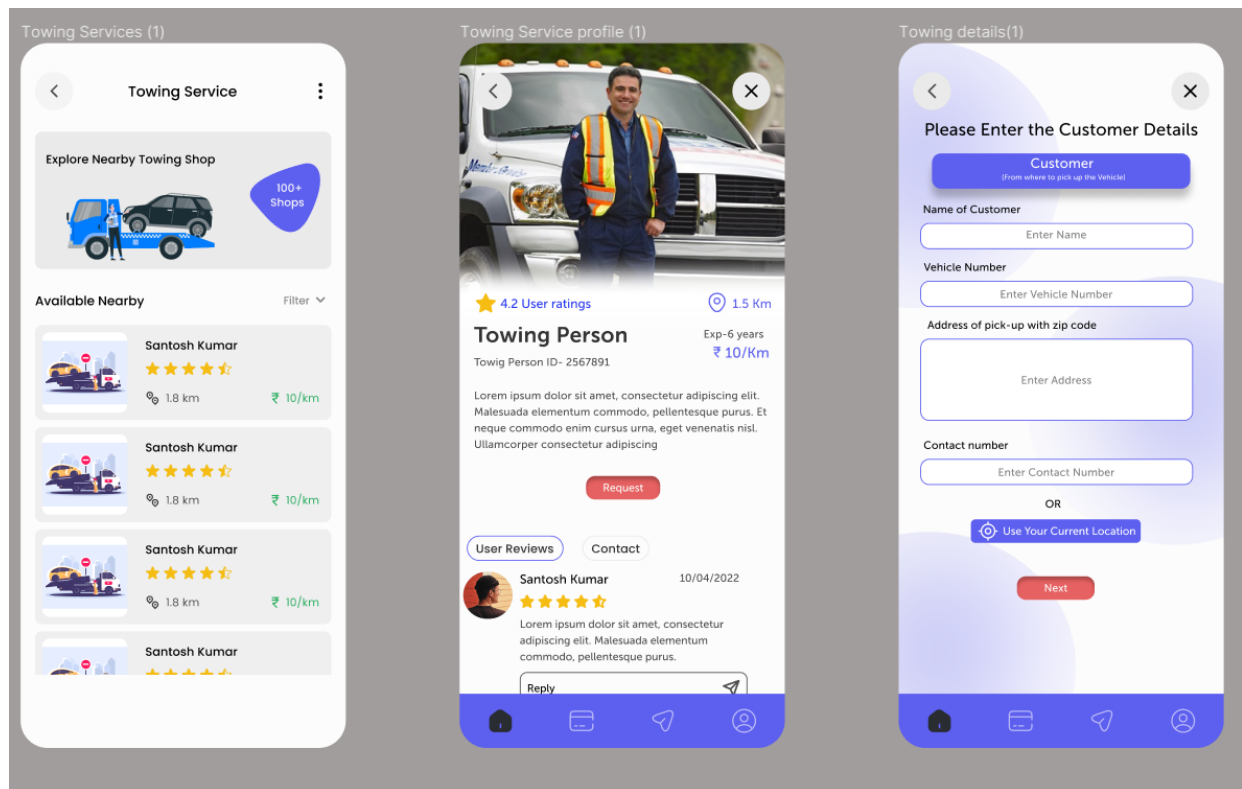 Towing Services (1)
Towing Service
Explore Nearby Towing Shop
100+
Shops
Available Nearby
Filter
Santosh Kumar
1.8 km
₹ 10/km
Santosh Kumar
1.8 km
₹ 10/km
Santosh Kumar
1.8 km
₹ 10/km
Santosh Kumar
Towing Service profile (1)
4.2 User ratings
1.5 Km
Towing Person
Exp-6 years
Towig Person ID- 2567891
₹ 10/Km
Lorem ipsum dolor sit amet, consectetur adipiscing elit.
Malesuada elementum commodo, pellentesque purus. Et
neque commodo enim cursus urna, eget venenatis nisl.
Ullamcorper consectetur adipiscing
Request
User Reviews
Contact
Santosh Kumar
10/04/2022
Lorem ipsum dolor sit amet, consectetur
adipiscing elit. Malesuada elementum
commodo, pellentesque purus.
Reply
Towing details(1)
Please Enter the Customer Details
Customer
(From where to pick up the Vehicle)
Name of Customer
Enter Name
Vehicle Number
Enter Vehicle Number
Address of pick-up with zip code
Enter Address
Contact number
Enter Contact Number
OR
Use Your Current Location
Next